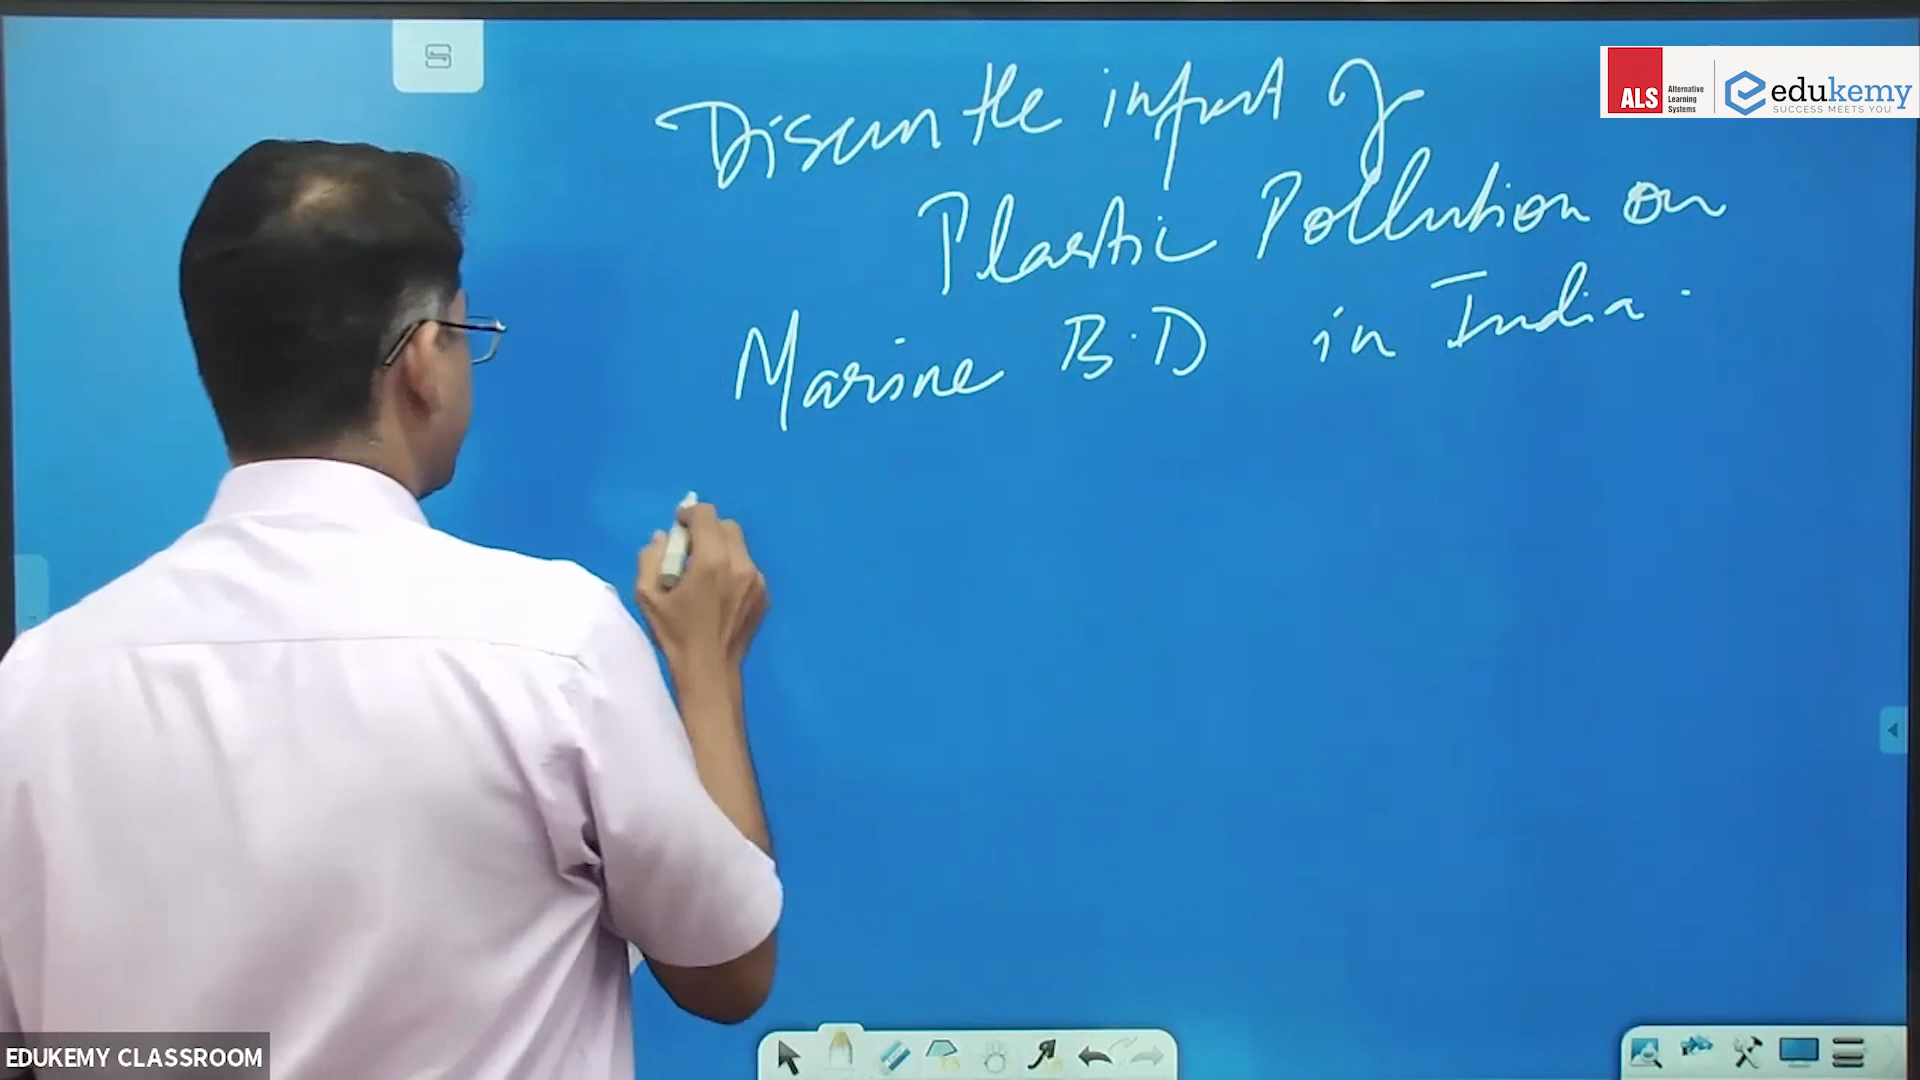 ALS Alternative Learning Systems
edukemy
SUCCESS MEETS YOU
Discuss the impact of
Plastic Pollution on
Marine B.D in India.
EDUKEMY CLASSROOM